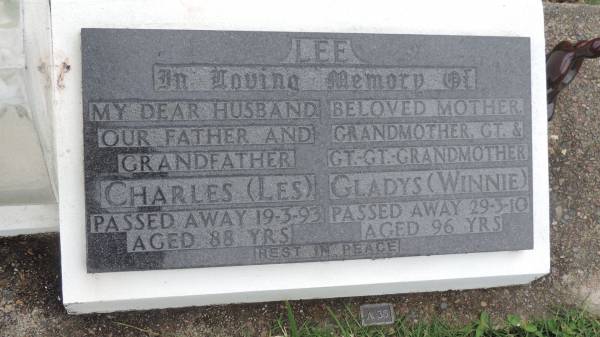 LEE
In Loving Memory Of
MY DEAR HUSBAND
OUR FATHER AND
GRANDFATHER
CHARLES (LES)
PASSED AWAY 19-3-93
AGED 88 YRS
BELOVED MOTHER
GRANDMOTHER, GT. &
GT.-GT.-GRANDMOTHER
GLADYS (WINNIE)
PASSED AWAY 29-3-10
AGED 96 YRS
REST IN PEACE
A 35